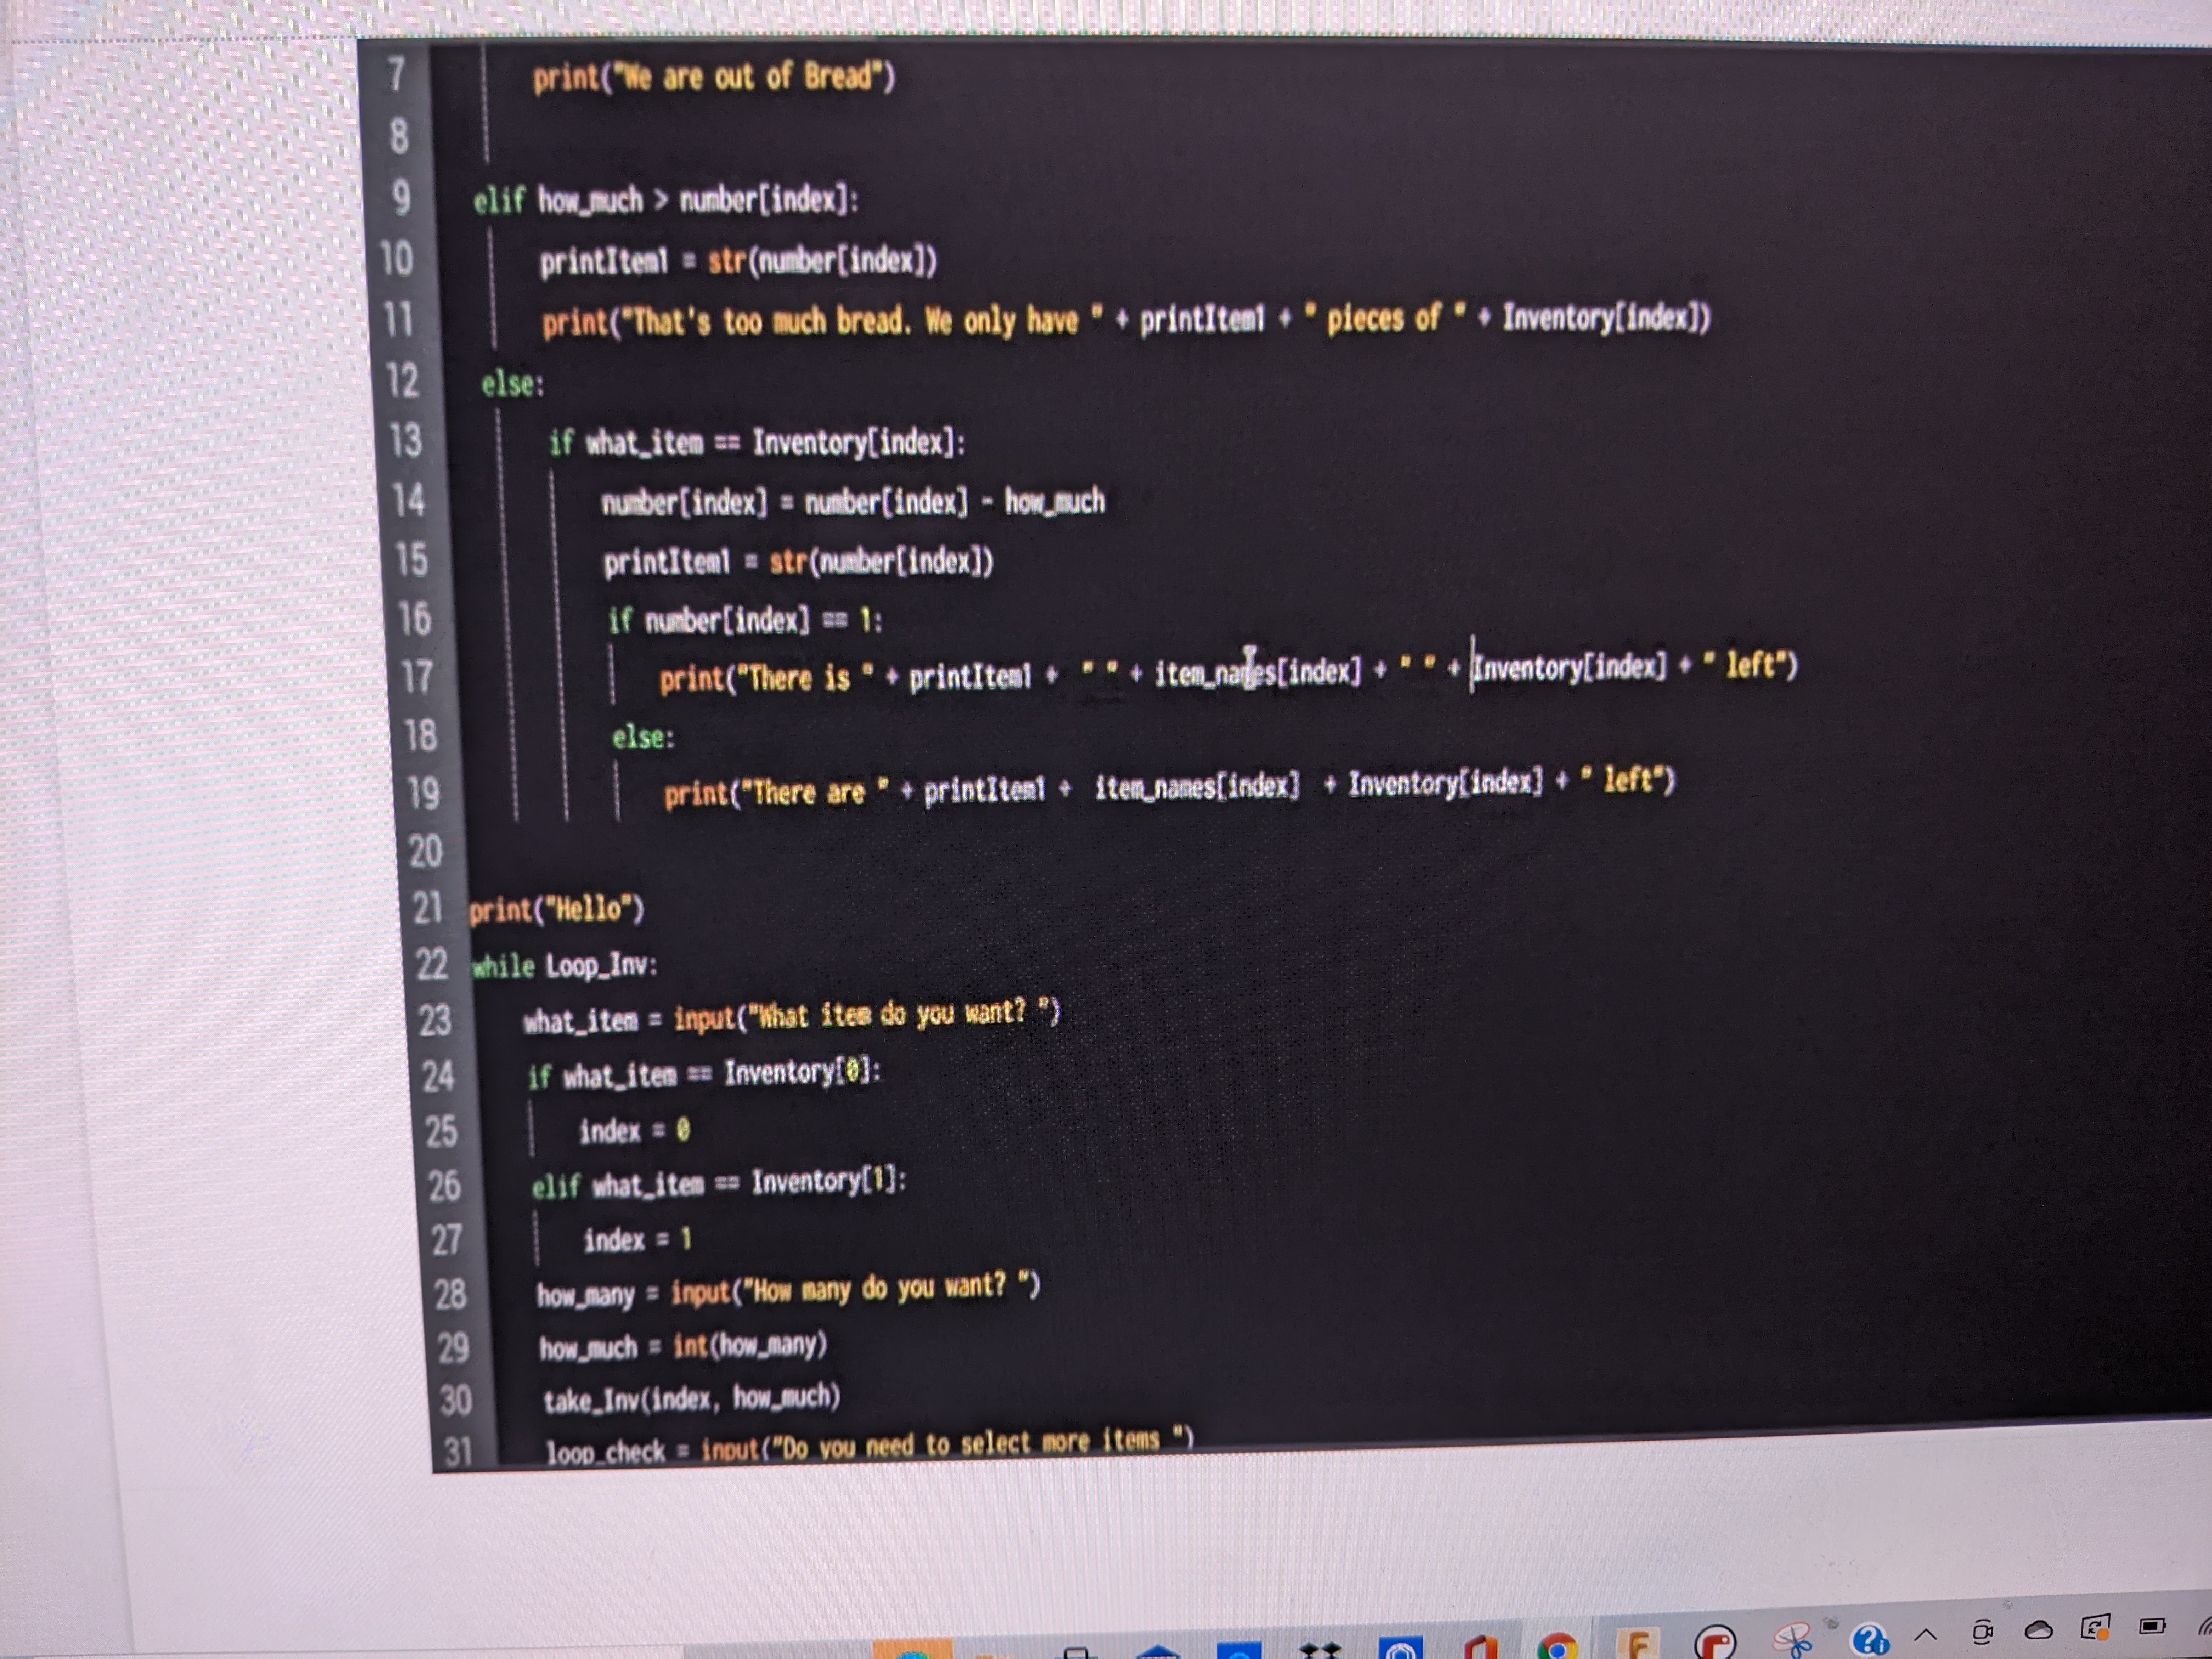 7 print("We are out of Bread")
8
9 elif how_much > number[index]:
10 printItem1 = str(number[index])
11 print("That's too much bread. We only have " + printItem1 + " pieces of " + Inventory[index])
12 else:
13 if what_item == Inventory[index]:
14 number[index] = number[index] - how_much
15 printItem1 = str(number[index])
16 if number[index] == 1:
17 print("There is " + printItem1 + " " + item_names[index] + " " + Inventory[index] + " left")
18 else:
19 print("There are " + printItem1 + item_names[index] + Inventory[index] + " left")
20
21 print("Hello")
22 while Loop_Inv:
23 what_item = input("What item do you want? ")
24 if what_item == Inventory[0]:
25 index = 0
26 elif what_item == Inventory[1]:
27 index = 1
28 how_many = input("How many do you want? ")
29 how_much = int(how_many)
30 take_Inv(index, how_much)
31 loop_check = input("Do you need to select more items ")